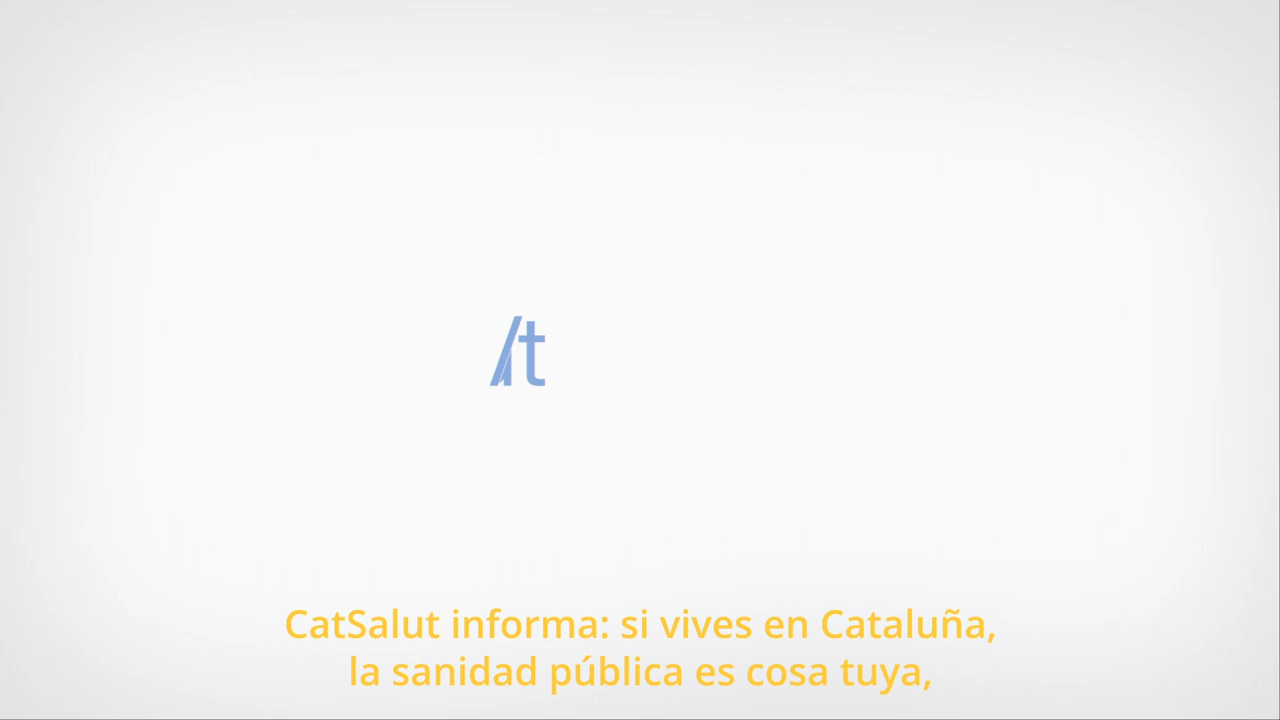 /t
CatSalut informa: si vives en Cataluña,
la sanidad pública es cosa tuya,